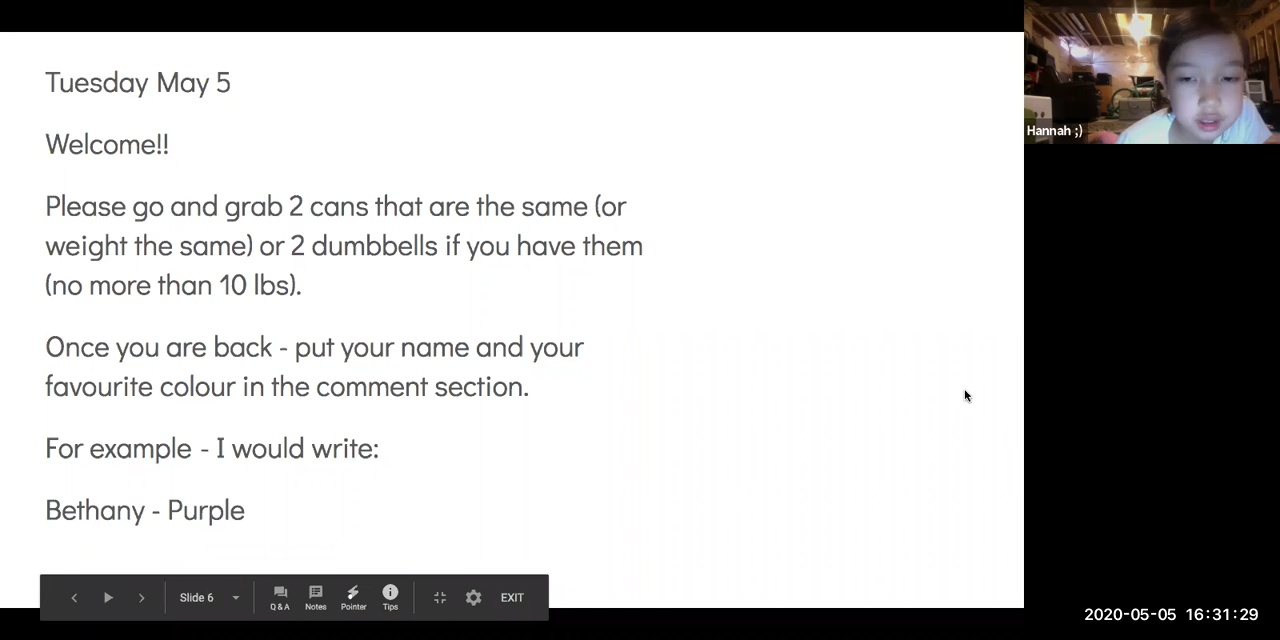 Tuesday May 5
Welcome!!
Please go and grab 2 cans that are the same (or
weight the same) or 2 dumbbells if you have them
(no more than 10 lbs).
Once you are back - put your name and your
favourite colour in the comment section.
For example - I would write:
Bethany - Purple
Hannah ;)
Slide 6
Q & A
Notes
Pointer
Tips
EXIT
2020-05-05 16:31:29